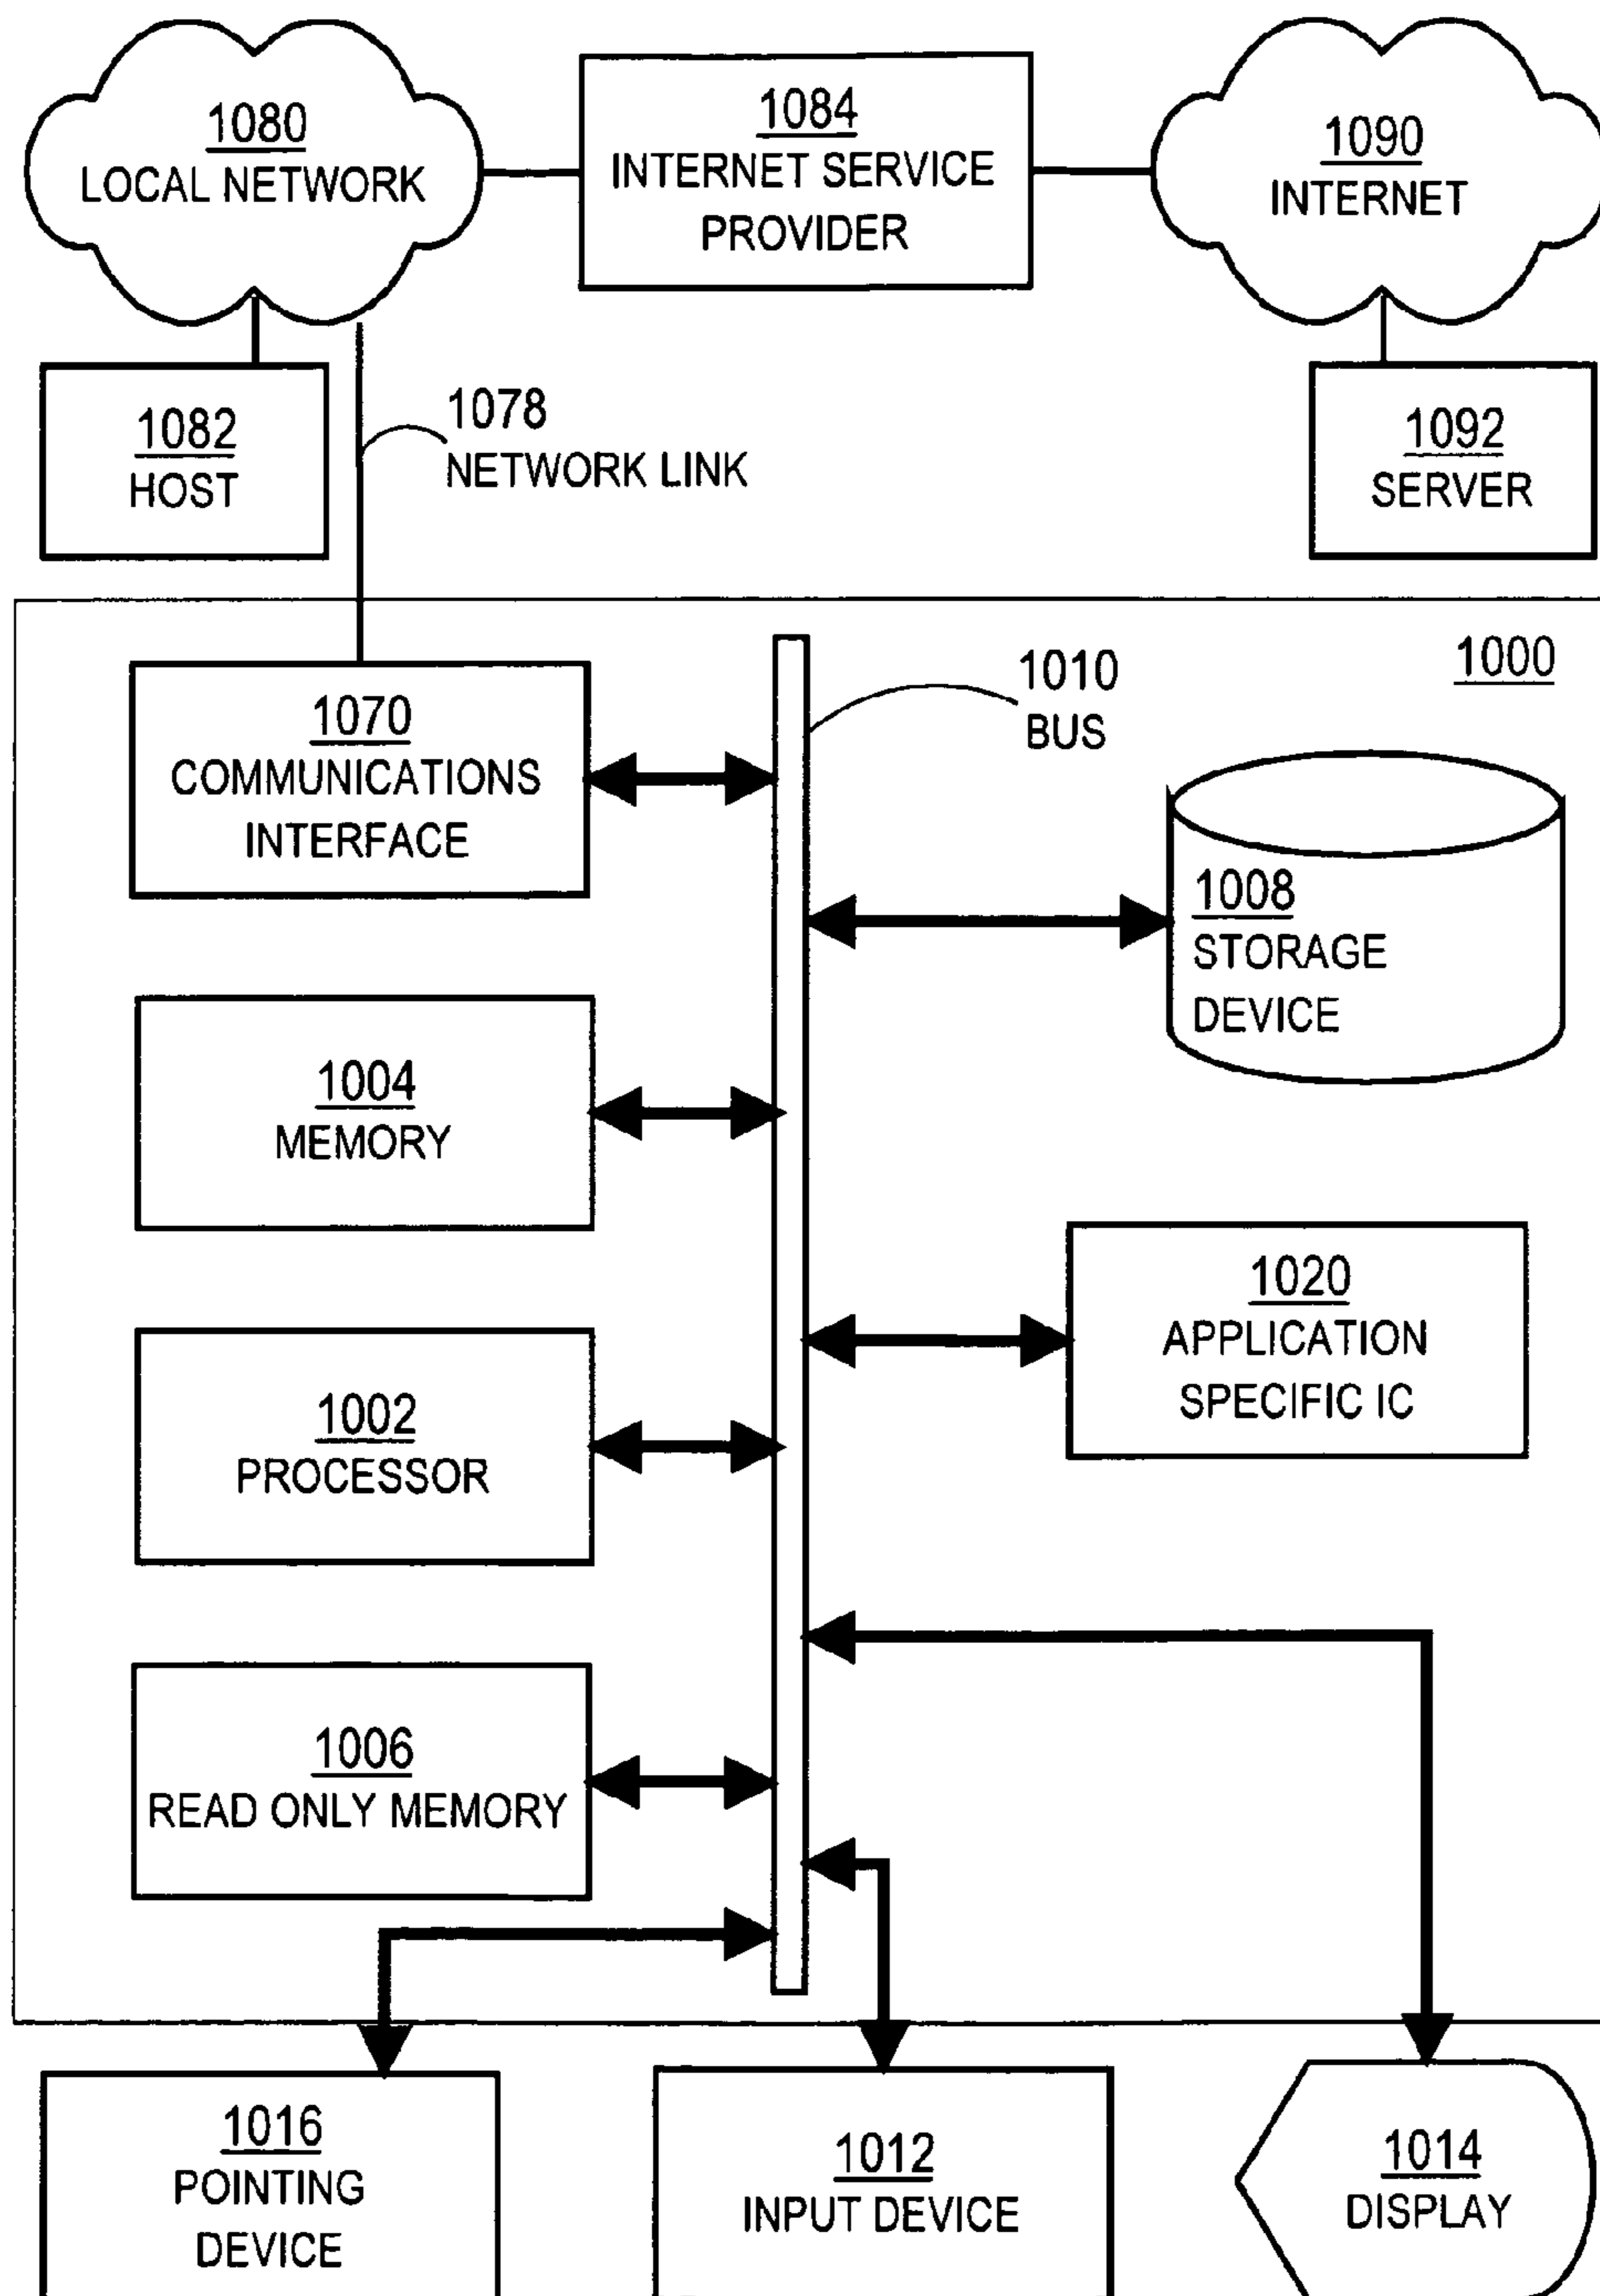 1080
LOCAL NETWORK
1084
INTERNET SERVICE
PROVIDER
1090
INTERNET
1082
HOST
1078
NETWORK LINK
1092
SERVER
1000
1010
BUS
1070
COMMUNICATIONS
INTERFACE
1008
STORAGE
DEVICE
1004
MEMORY
1020
APPLICATION
SPECIFIC IC
1002
PROCESSOR
1006
READ ONLY MEMORY
1016
POINTING
DEVICE
1012
INPUT DEVICE
1014
DISPLAY